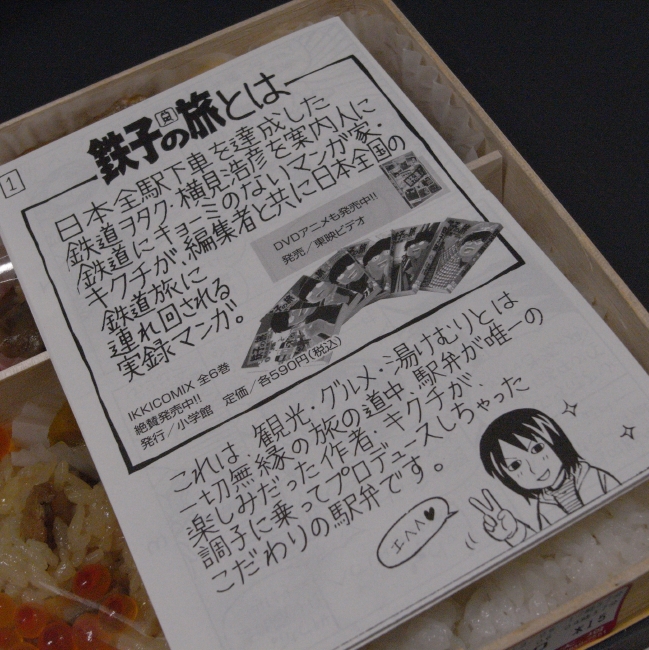 1
鉄子の旅とは
日本全駅下車を達成した
鉄道ヲタク・横見浩彦を案内人に
鉄道にキョーミのないマンガ家・
キクチが、編集者と共に日本全国の
鉄道旅に
連れ回される
実録マンガ。
DVDアニメも発売中!!
発売／東映ビデオ
IKKICOMIX 全6巻
絶賛発売中!!
発行／小学館 定価／各590円(税込)
これは、観光・グルメ・湯けむりとは
一切無縁の旅の道中、駅弁が唯一の
楽しみだった作者・キクチが、
調子に乗ってプロデュースしちゃった
こだわりの駅弁です。
エヘヘ♥